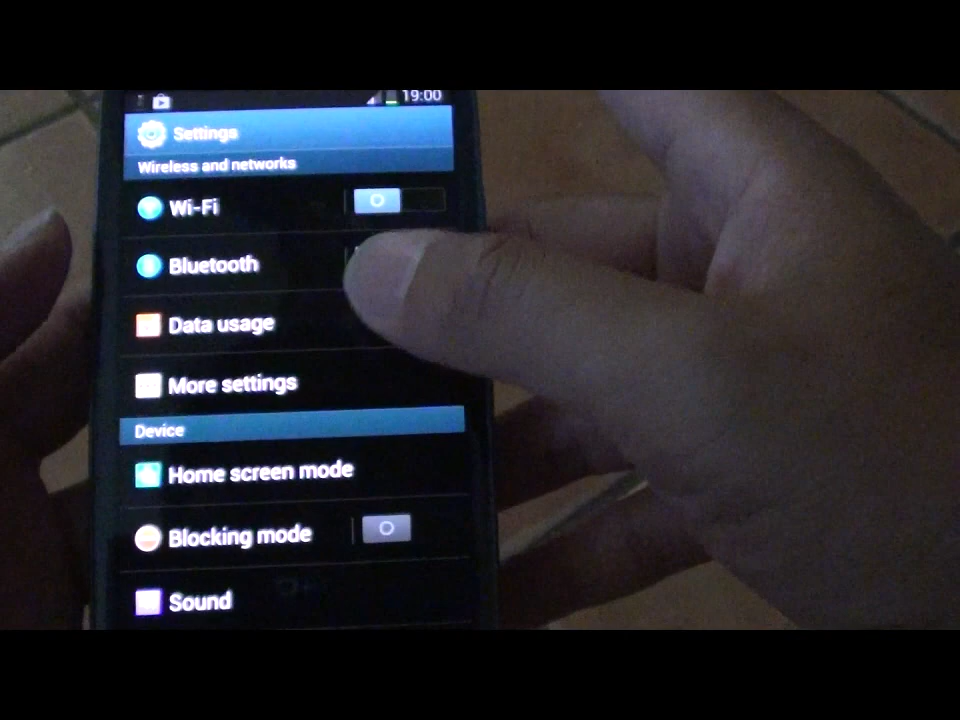 19:00
Settings
Wireless and networks
Wi-Fi
Bluetooth
Data usage
More settings
Device
Home screen mode
Blocking mode
Sound